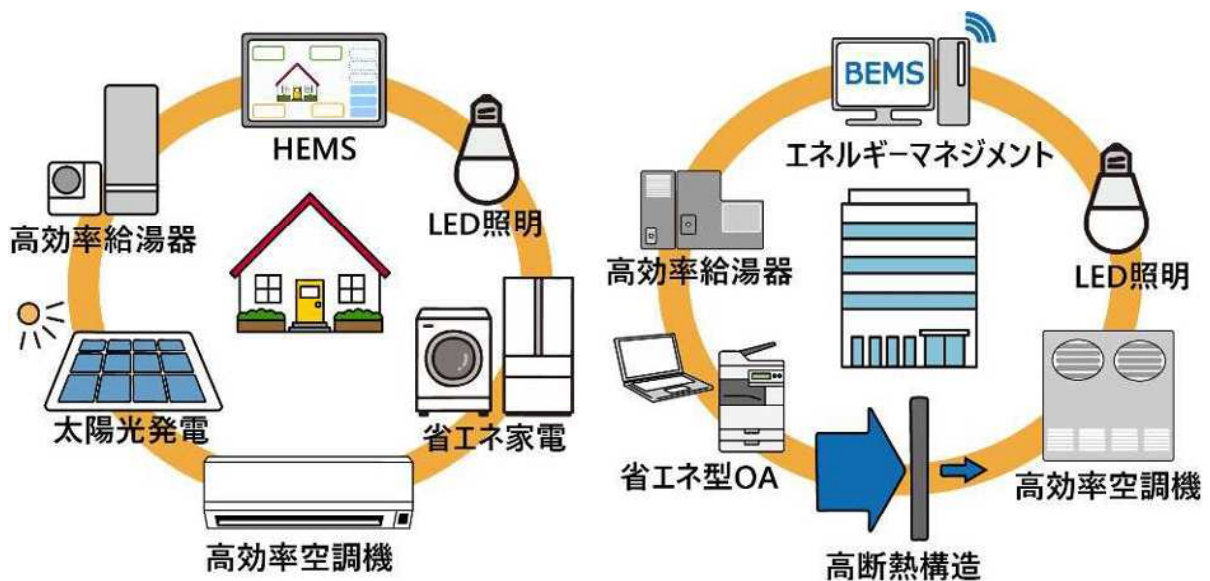 HEMS
LED照明
高効率給湯器
太陽光発電
省エネ家電
高効率空調機
BEMS
エネルギーマネジメント
高効率給湯器
LED照明
省エネ型OA
高効率空調機
高断熱構造